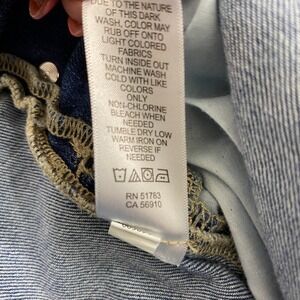 DUE TO THE NATURE
OF THIS DARK
WASH, COLOR MAY
RUB OFF ONTO
LIGHT COLORED
FABRICS
TURN INSIDE OUT
MACHINE WASH
COLD WITH LIKE
COLORS
ONLY
NON-CHLORINE
BLEACH WHEN
NEEDED
TUMBLE DRY LOW
WARM IRON ON
REVERSE IF
NEEDED
RN 51783
CA 56910